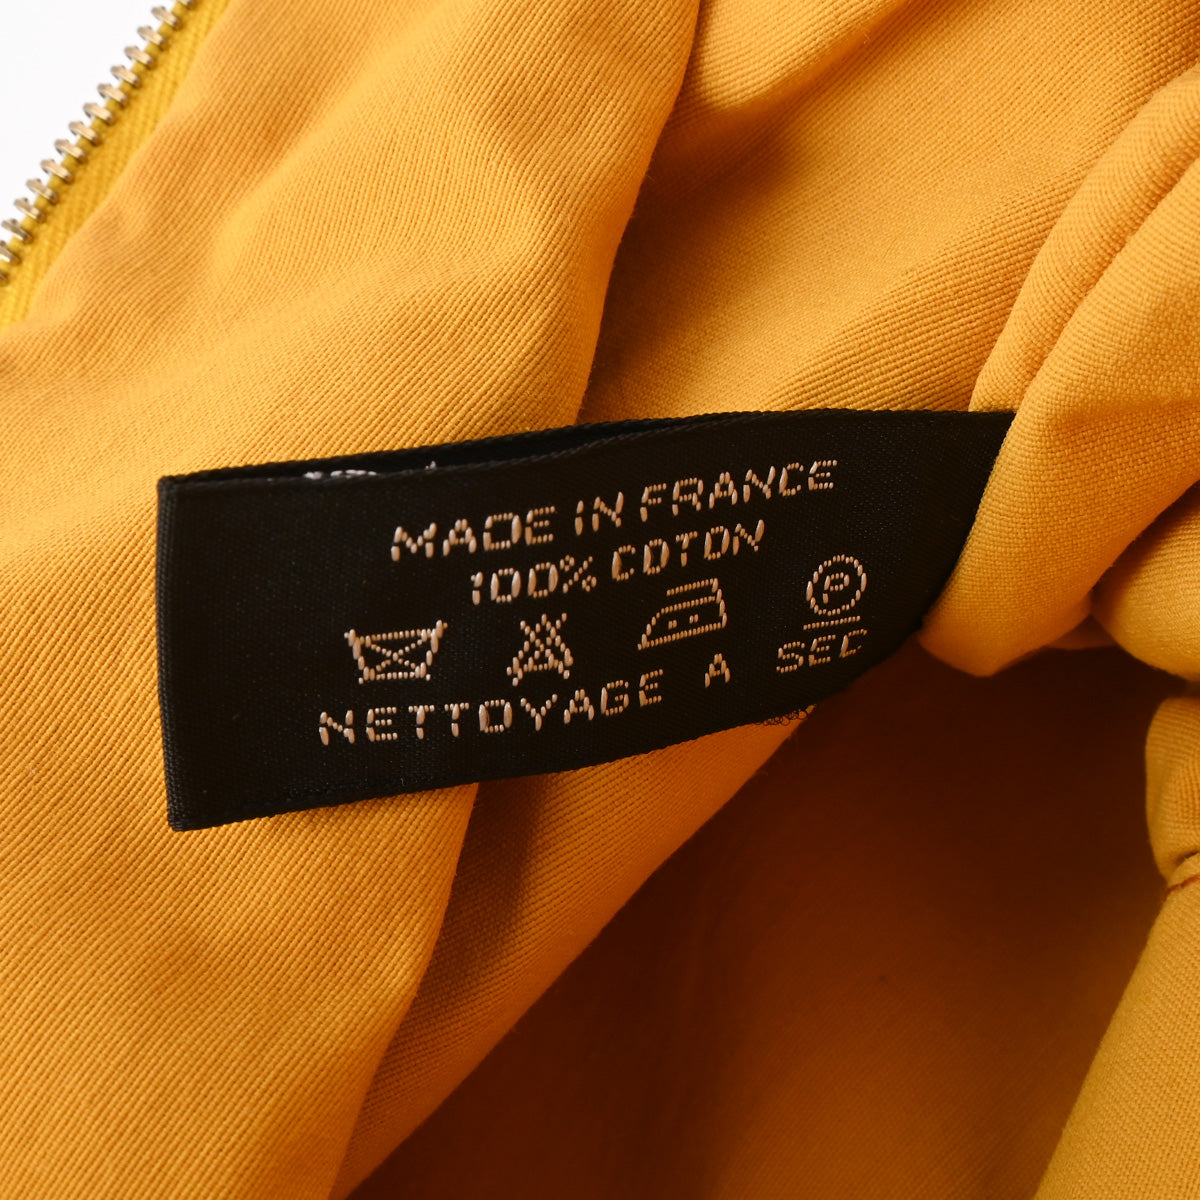 MADE IN FRANCE
100% COTON
P
NETTOYAGE A SEC